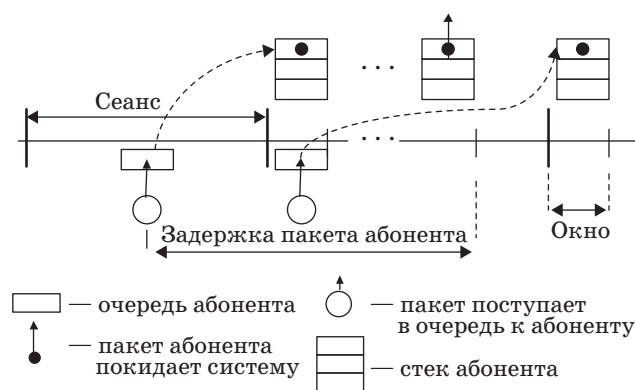 Сеанс
Задержка пакета абонента
Окно
— очередь абонента
— пакет поступает
в очередь к абоненту
— пакет абонента
покидает систему
— стек абонента